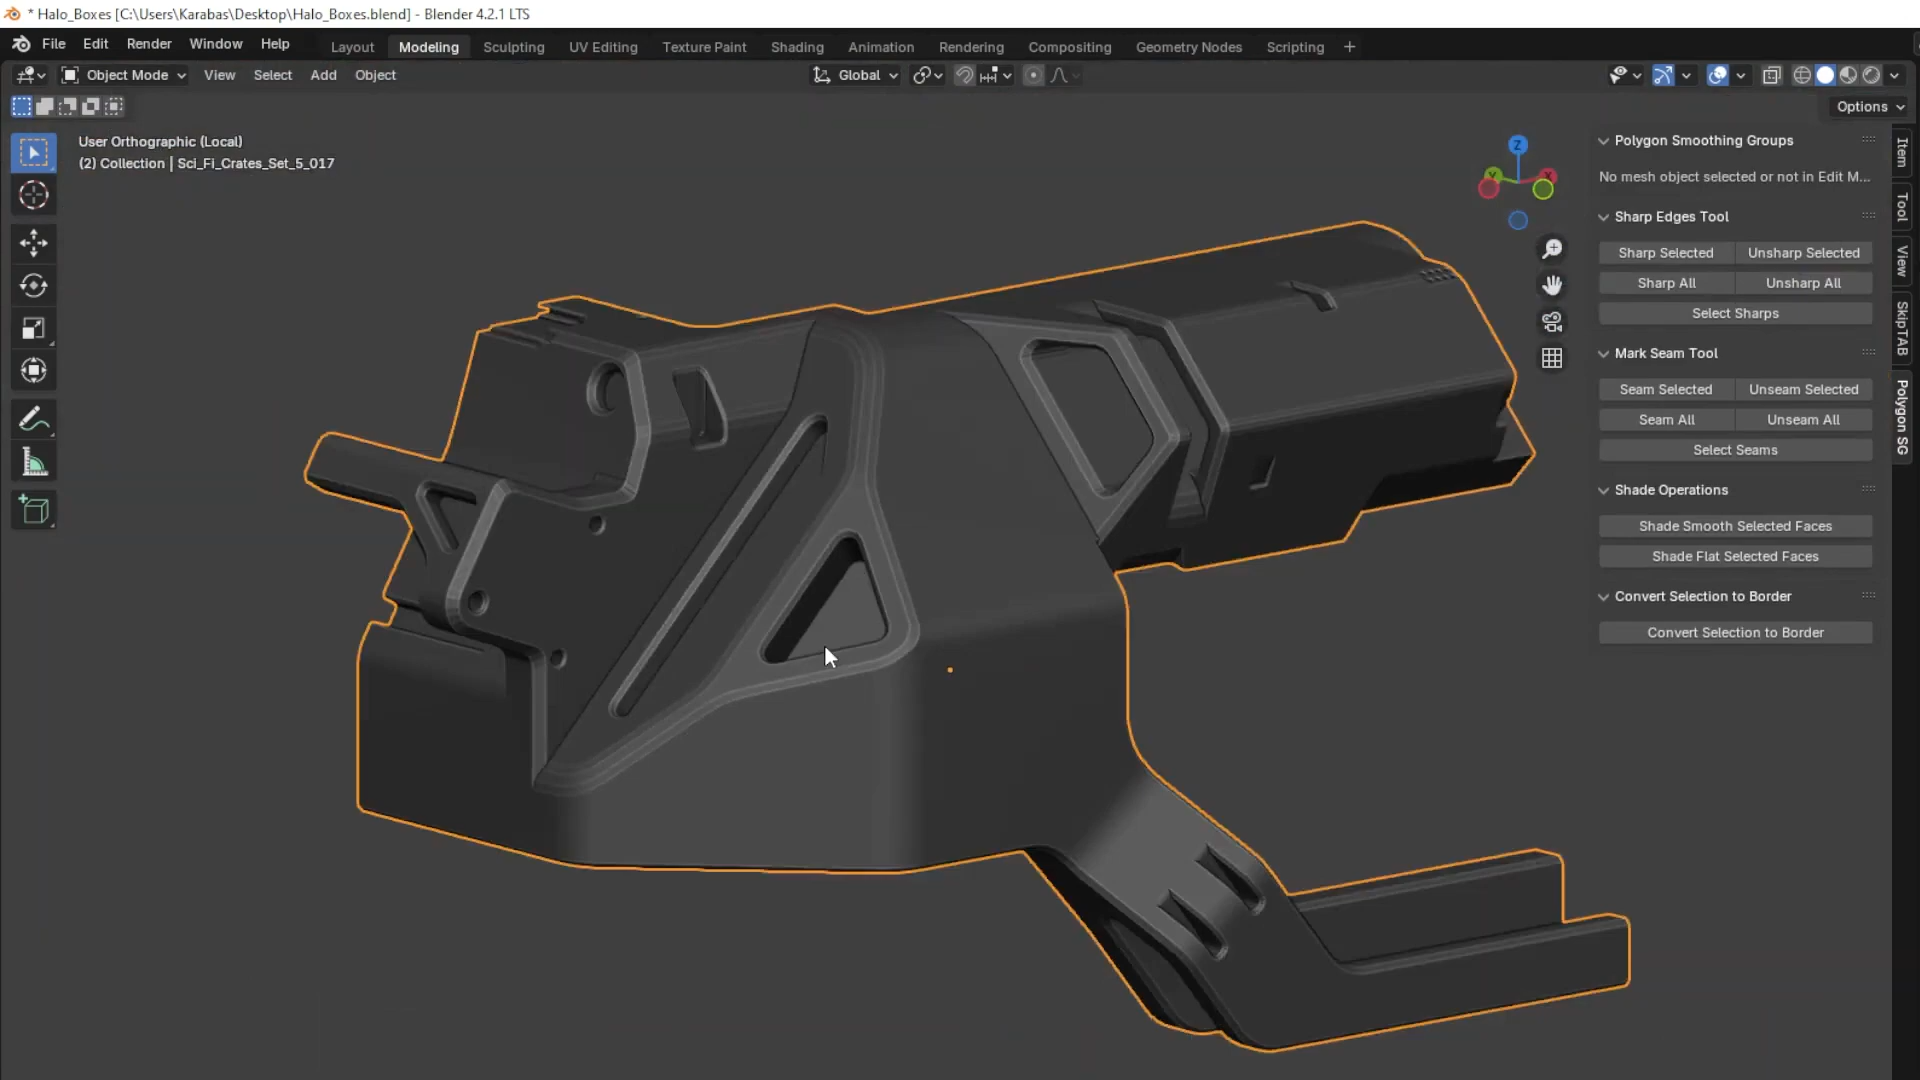 * Halo_Boxes [C:\Users\Karabas\Desktop\Halo_Boxes.blend] - Blender 4.2.1 LTS
File Edit Render Window Help Layout Modeling Sculpting UV Editing Texture Paint Shading Animation Rendering Compositing Geometry Nodes Scripting +
Object Mode View Select Add Object Global
Options
User Orthographic (Local)
(2) Collection | Sci_Fi_Crates_Set_5_017
Z
Y X
Polygon Smoothing Groups
No mesh object selected or not in Edit M...
Sharp Edges Tool
Sharp Selected Unsharp Selected
Sharp All Unsharp All
Select Sharps
Mark Seam Tool
Seam Selected Unseam Selected
Seam All Unseam All
Select Seams
Shade Operations
Shade Smooth Selected Faces
Shade Flat Selected Faces
Convert Selection to Border
Convert Selection to Border
Item
Tool
View
SkipTAB
Polygon SG